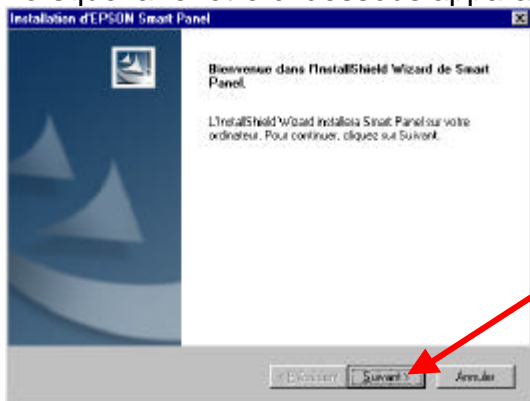 Installation d'EPSON Smart Panel
Bienvenue dans l'InstallShield Wizard de Smart
Panel.
L'InstallShield Wizard installera Smart Panel sur votre
ordinateur. Pour continuer, cliquez sur Suivant.
< Précédent Suivant > Annuler